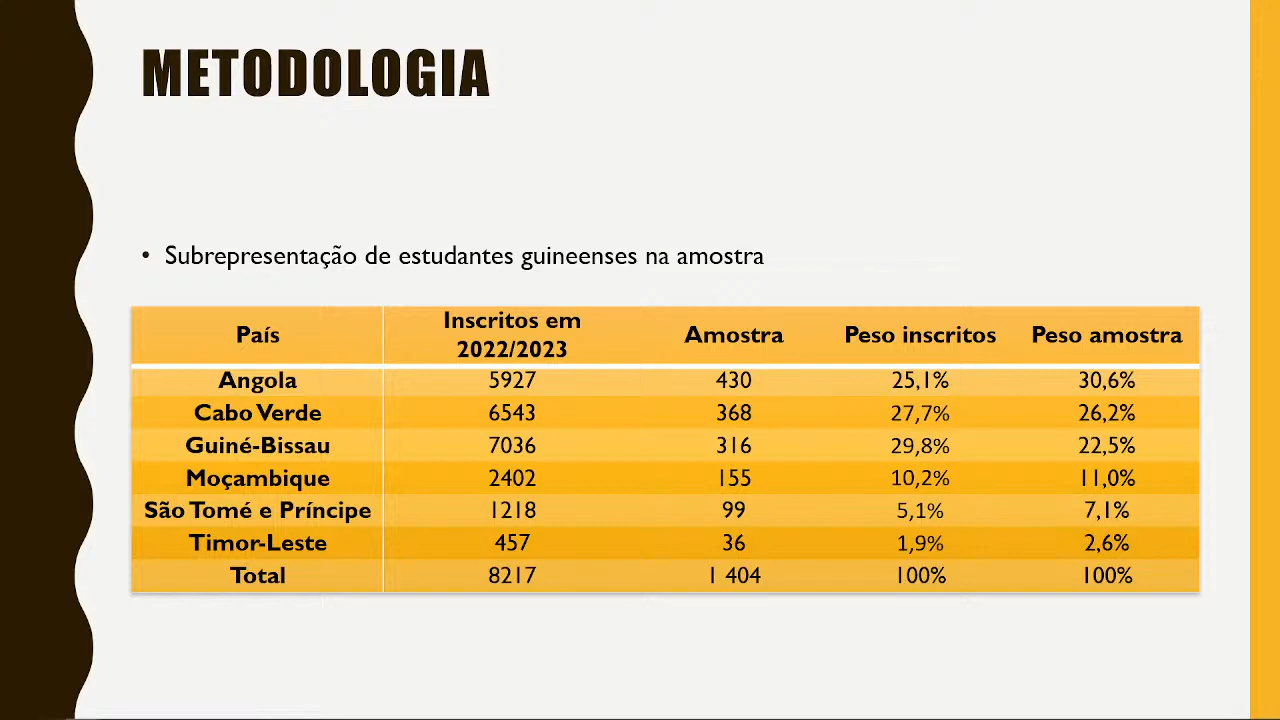 METODOLOGIA
• Subrepresentação de estudantes guineenses na amostra
País Inscritos em 2022/2023 Amostra Peso inscritos Peso amostra
Angola 5927 430 25,1% 30,6%
Cabo Verde 6543 368 27,7% 26,2%
Guiné-Bissau 7036 316 29,8% 22,5%
Moçambique 2402 155 10,2% 11,0%
São Tomé e Príncipe 1218 99 5,1% 7,1%
Timor-Leste 457 36 1,9% 2,6%
Total 8217 1 404 100% 100%